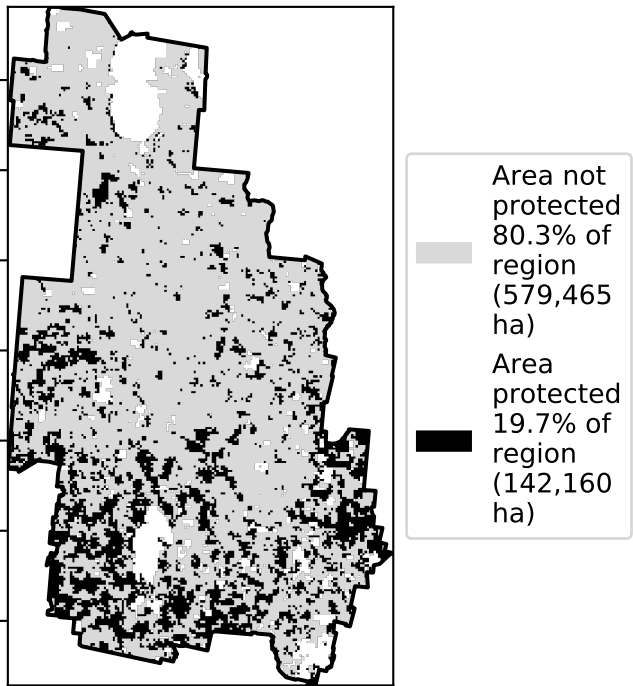 Area not
protected
80.3% of
region
(579,465
ha)
Area
protected
19.7% of
region
(142,160
ha)